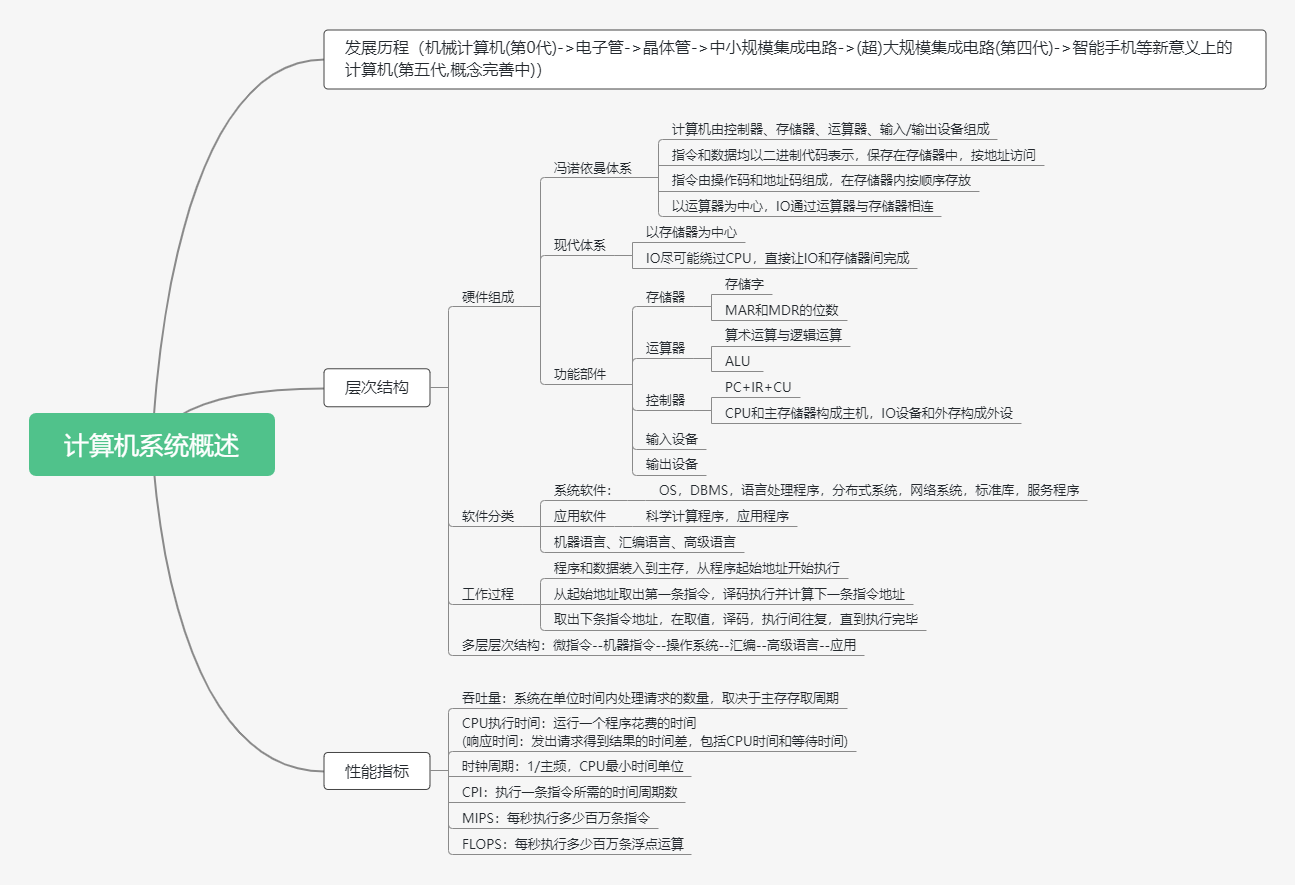 发展历程（机械计算机(第0代)->电子管->晶体管->中小规模集成电路->(超)大规模集成电路(第四代)->智能手机等新意义上的
计算机(第五代,概念完善中)）
计算机由控制器、存储器、运算器、输入/输出设备组成
指令和数据均以二进制代码表示，保存在存储器中，按地址访问
冯诺依曼体系
指令由操作码和地址码组成，在存储器内按顺序存放
以运算器为中心，IO通过运算器与存储器相连
以存储器为中心
现代体系
IO尽可能绕过CPU，直接让IO和存储器间完成
存储字
硬件组成
存储器
MAR和MDR的位数
算术运算与逻辑运算
运算器
ALU
功能部件
层次结构
PC+IR+CU
控制器
CPU和主存储器构成主机，IO设备和外存构成外设
输入设备
计算机系统概述
输出设备
系统软件：
OS，DBMS，语言处理程序，分布式系统，网络系统，标准库，服务程序
软件分类
应用软件
科学计算程序，应用程序
机器语言、汇编语言、高级语言
程序和数据装入到主存，从程序起始地址开始执行
工作过程
从起始地址取出第一条指令，译码执行并计算下一条指令地址
取出下条指令地址，在取值，译码，执行间往复，直到执行完毕
多层层次结构：微指令--机器指令--操作系统--汇编--高级语言--应用
吞吐量：系统在单位时间内处理请求的数量，取决于主存存取周期
CPU执行时间：运行一个程序花费的时间
(响应时间：发出请求得到结果的时间差，包括CPU时间和等待时间)
性能指标
时钟周期：1/主频，CPU最小时间单位
CPI：执行一条指令所需的时间周期数
MIPS：每秒执行多少百万条指令
FLOPS：每秒执行多少百万条浮点运算